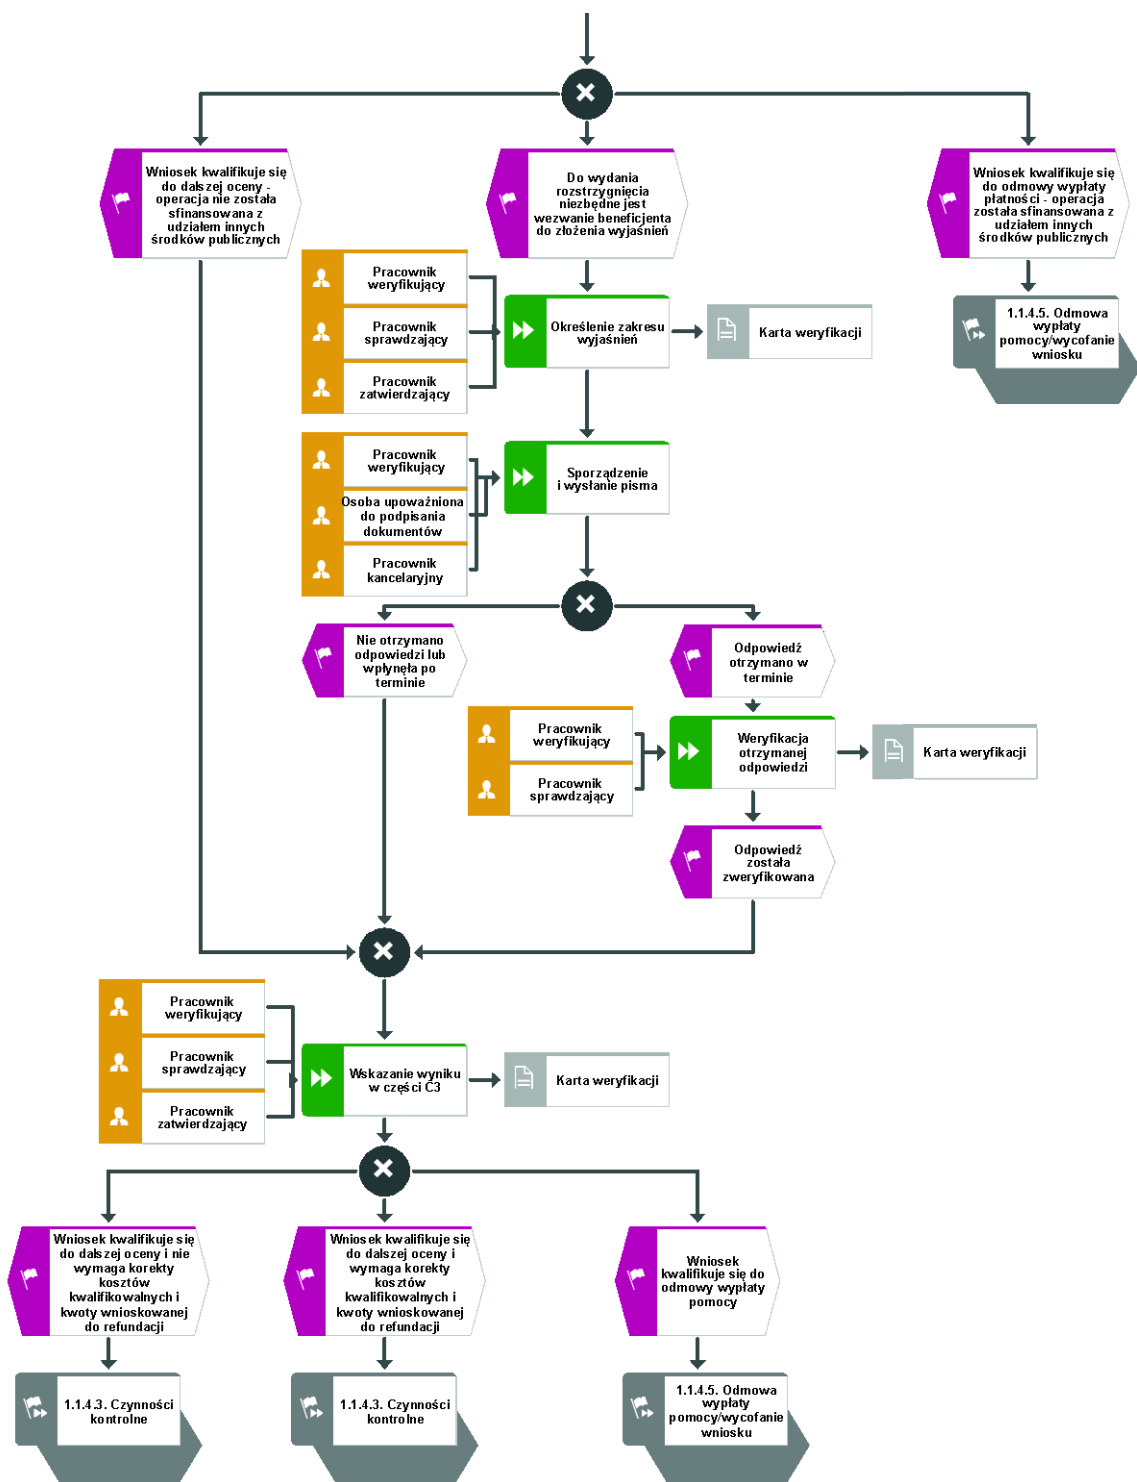 Wniosek kwalifikuje się
do dalszej oceny -
operacja nie została
sfinansowana z
udziałem innych
środków publicznych
Do wydania
rozstrzygnięcia
niezbędne jest
wezwanie beneficjenta
do złożenia wyjaśnień
Wniosek kwalifikuje się
do odmowy wypłaty
płatności - operacja
została sfinansowana z
udziałem innych
środków publicznych
Pracownik
weryfikujący
Pracownik
sprawdzający
Pracownik
zatwierdzający
Określenie zakresu
wyjaśnień
Karta weryfikacji
1.1.4.5. Odmowa
wypłaty
pomocy/wycofanie
wniosku
Pracownik
weryfikujący
Osoba upoważniona
do podpisania
dokumentów
Pracownik
kancelaryjny
Sporządzenie
i wysłanie pisma
Nie otrzymano
odpowiedzi lub
wpłynęła po
terminie
Odpowiedź
otrzymano w
terminie
Pracownik
weryfikujący
Pracownik
sprawdzający
Weryfikacja
otrzymanej
odpowiedzi
Karta weryfikacji
Odpowiedź
została
zweryfikowana
Pracownik
weryfikujący
Pracownik
sprawdzający
Pracownik
zatwierdzający
Wskazanie wyniku
w części C3
Karta weryfikacji
Wniosek kwalifikuje się
do dalszej oceny i nie
wymaga korekty
kosztów
kwalifikowalnych i
kwoty wnioskowanej
do refundacji
Wniosek kwalifikuje się
do dalszej oceny i
wymaga korekty
kosztów
kwalifikowalnych i
kwoty wnioskowanej
do refundacji
Wniosek
kwalifikuje się do
odmowy wypłaty
pomocy
1.1.4.3. Czynności
kontrolne
1.1.4.3. Czynności
kontrolne
1.1.4.5. Odmowa
wypłaty
pomocy/wycofanie
wniosku